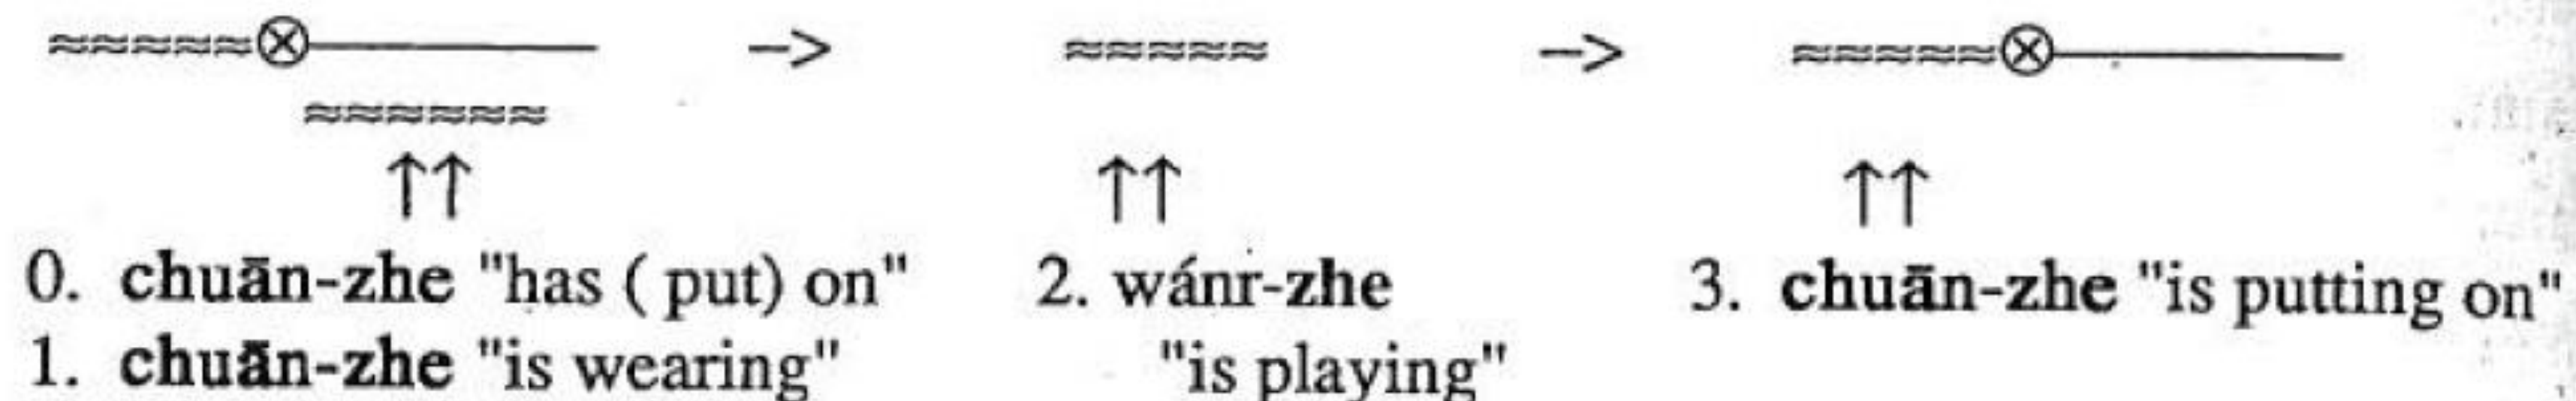 ≈≈≈≈≈⊗——— –> ≈≈≈≈≈ –> ≈≈≈≈≈⊗———
≈≈≈≈≈≈
↑↑ ↑↑ ↑↑
0. chuān-zhe "has ( put) on" 2. wánr-zhe 3. chuān-zhe "is putting on"
1. chuān-zhe "is wearing" "is playing"